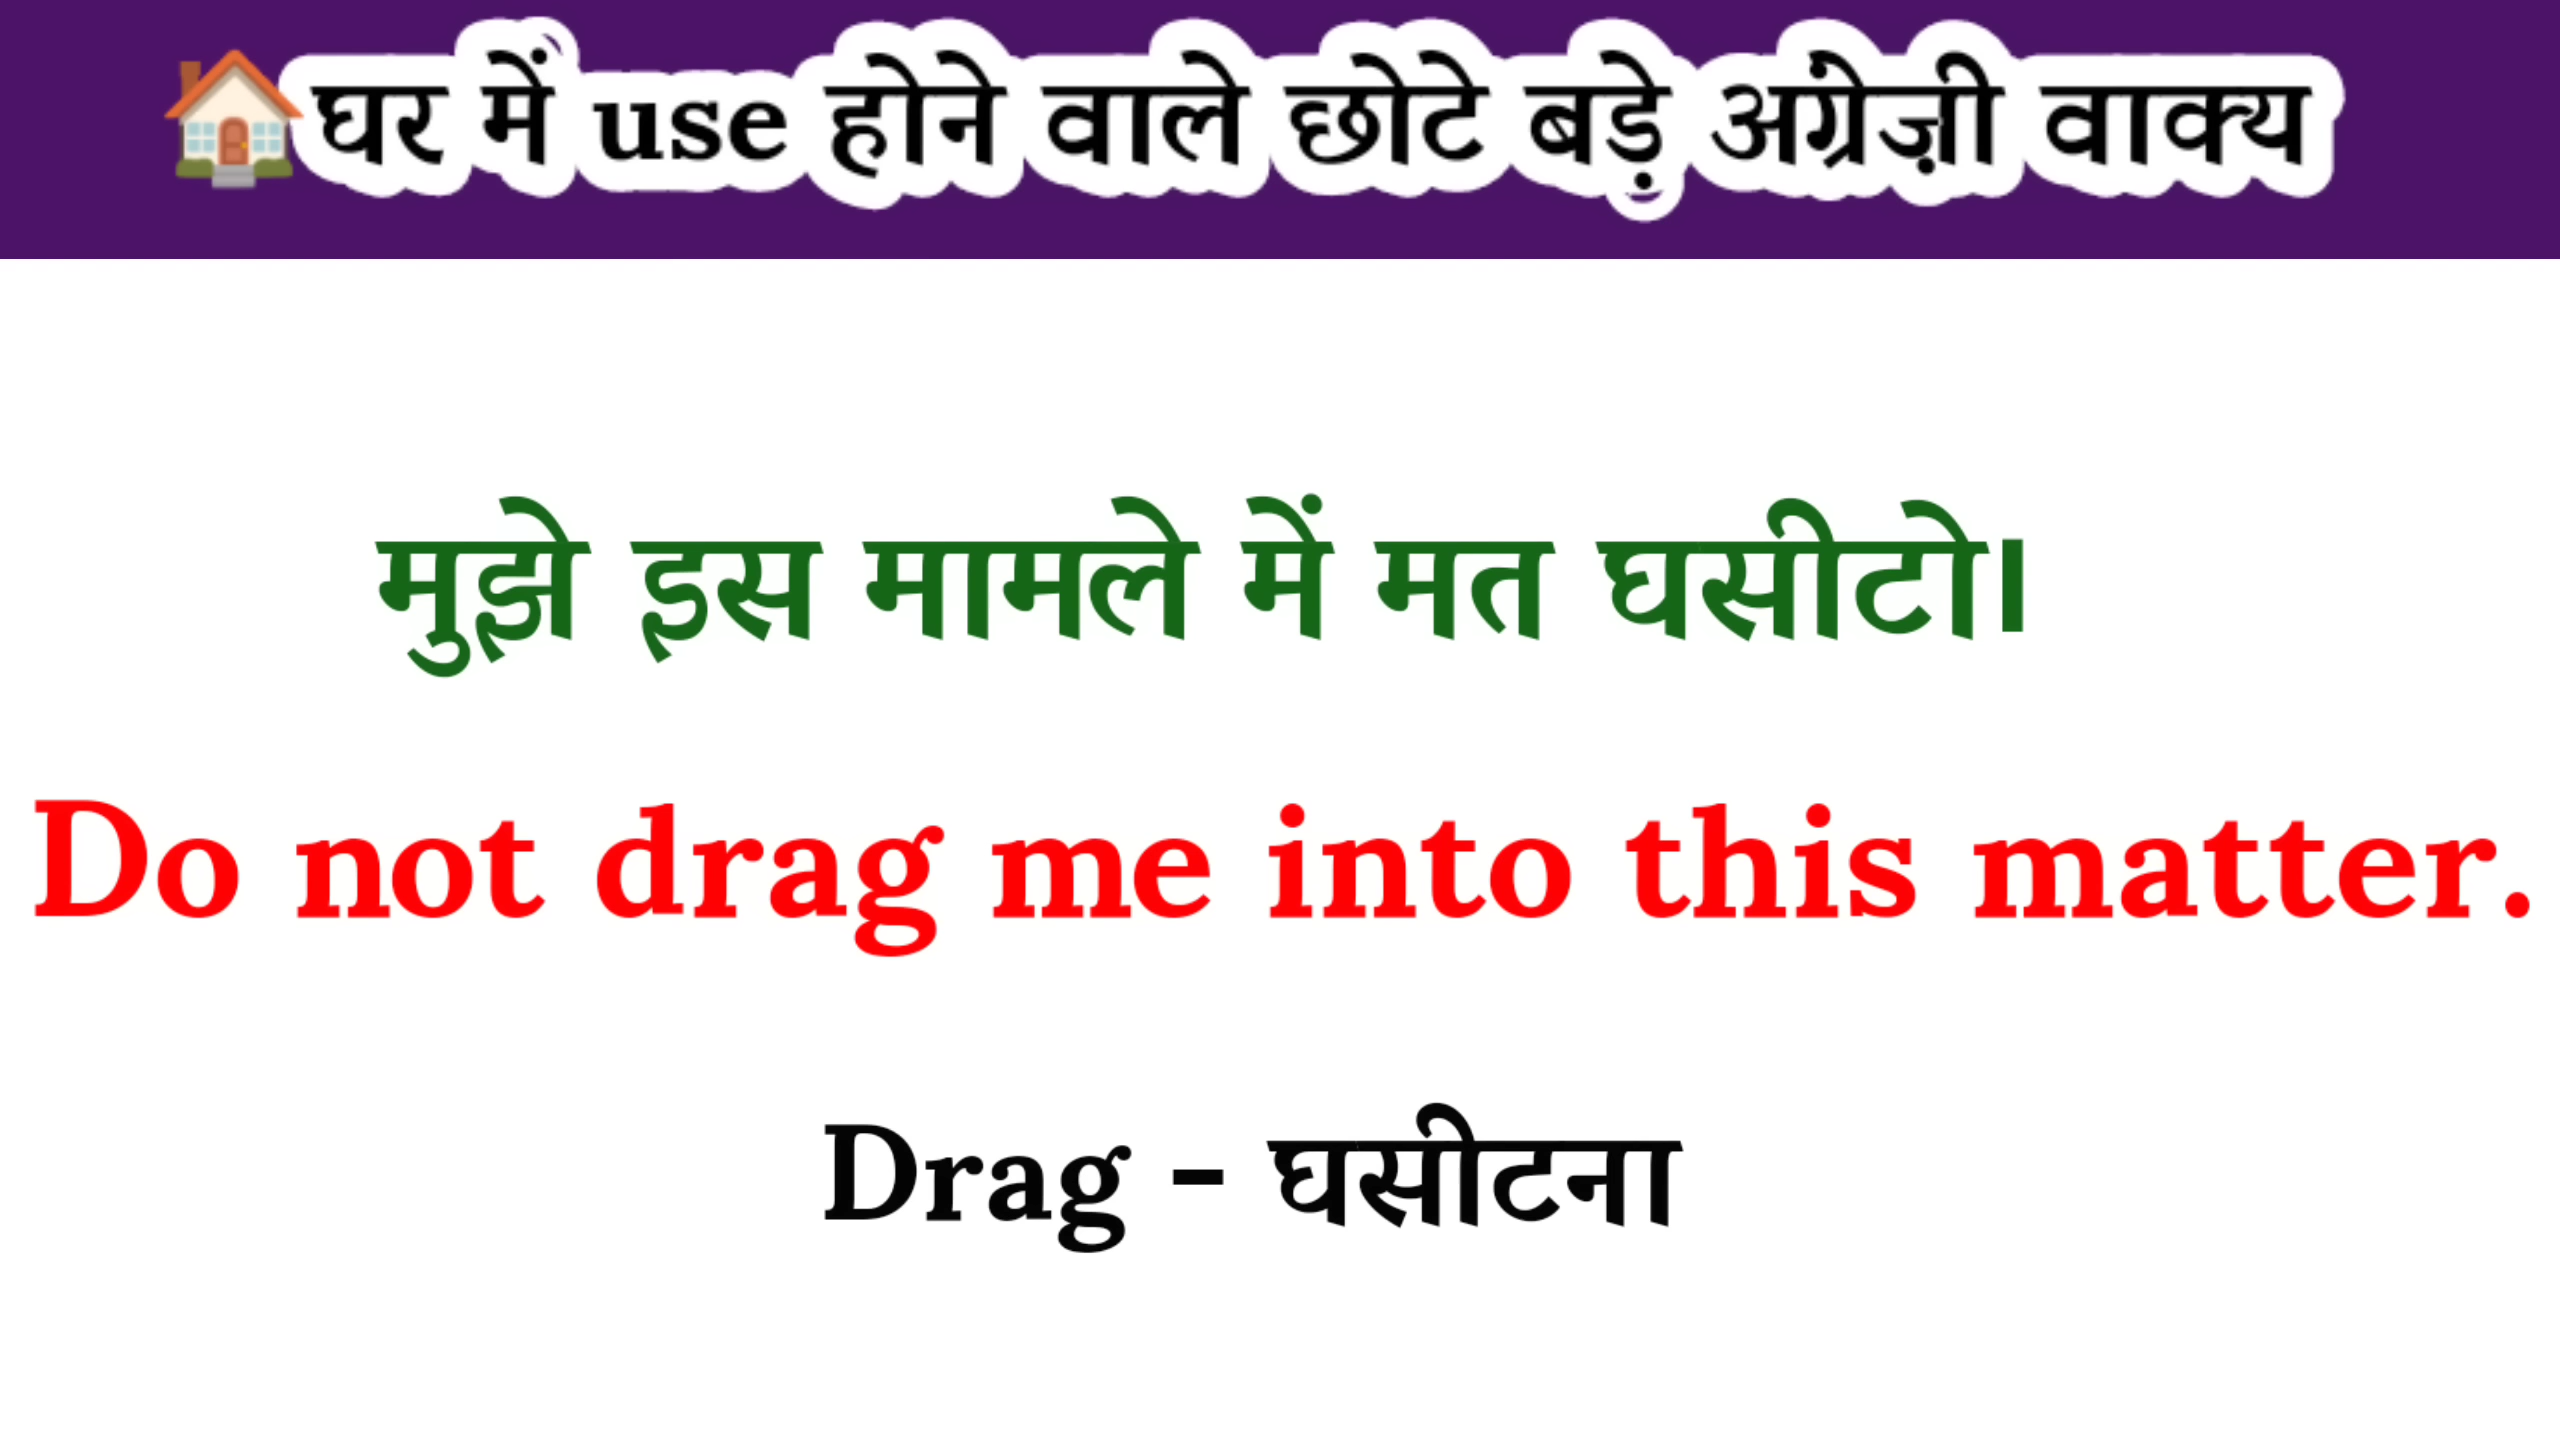 घर में use होने वाले छोटे बड़े अंग्रेज़ी वाक्य
मुझे इस मामले में मत घसीटो।
Do not drag me into this matter.
Drag - घसीटना